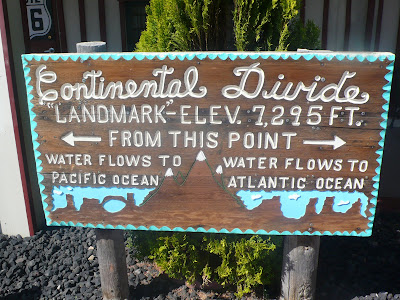 6
Continental Divide
"LANDMARK"-ELEV. 7,295 FT.
FROM THIS POINT
WATER FLOWS TO
PACIFIC OCEAN
WATER FLOWS TO
ATLANTIC OCEAN